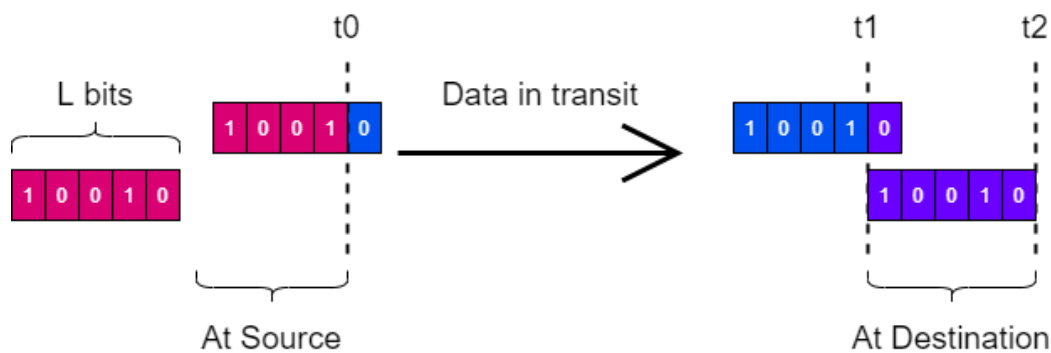 t0
t1
t2
L bits
Data in transit
1 0 0 1 0
1 0 0 1 0
1 0 0 1 0
1 0 0 1 0
At Source
At Destination